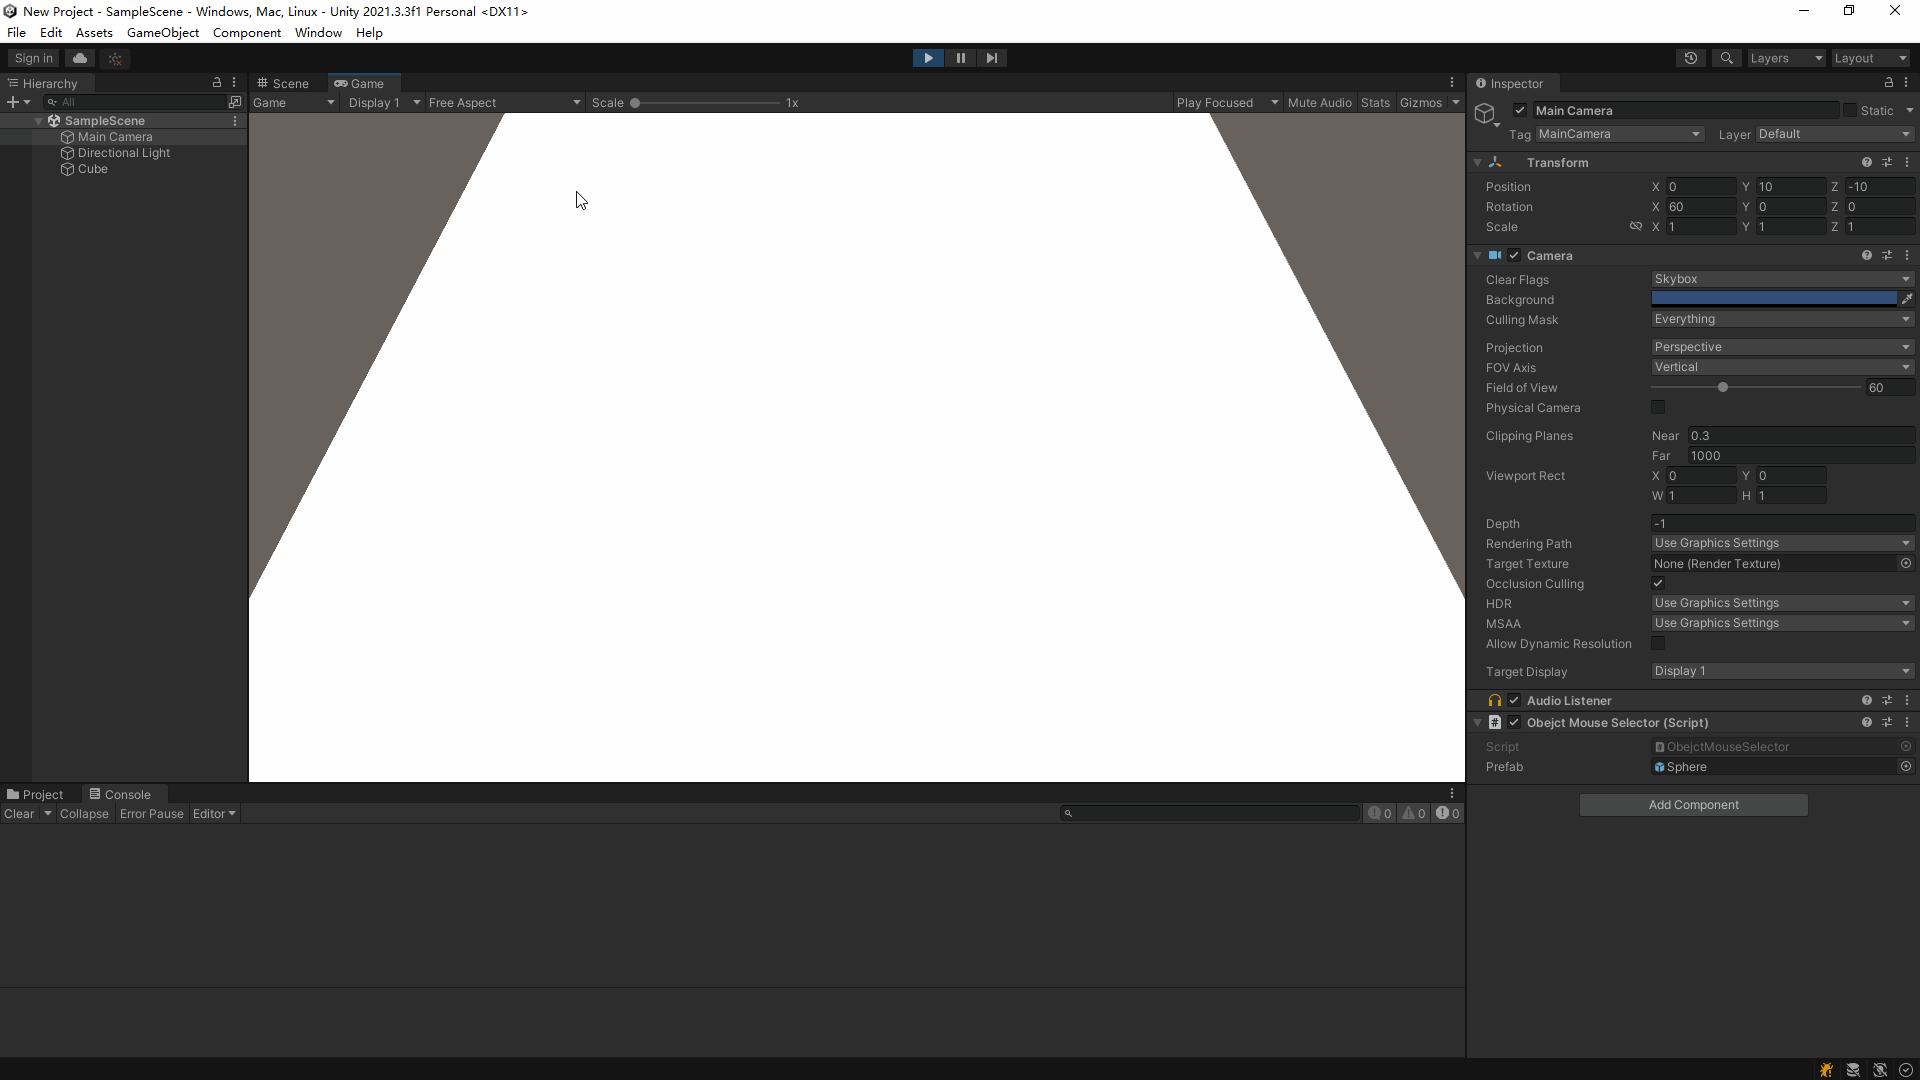 New Project - SampleScene - Windows, Mac, Linux - Unity 2021.3.3f1 Personal <DX11>
File Edit Assets GameObject Component Window Help
Sign in
Layers
Layout
Hierarchy
All
SampleScene
Main Camera
Directional Light
Cube
Scene
Game
Game
Display 1
Free Aspect
Scale 1x
Play Focused
Mute Audio
Stats
Gizmos
Project
Console
Clear
Collapse
Error Pause
Editor
0
0
0
Inspector
Main Camera
Static
Tag MainCamera
Layer Default
Transform
Position X 0 Y 10 Z -10
Rotation X 60 Y 0 Z 0
Scale X 1 Y 1 Z 1
Camera
Clear Flags Skybox
Background
Culling Mask Everything
Projection Perspective
FOV Axis Vertical
Field of View 60
Physical Camera
Clipping Planes Near 0.3
Far 1000
Viewport Rect X 0 Y 0
W 1 H 1
Depth -1
Rendering Path Use Graphics Settings
Target Texture None (Render Texture)
Occlusion Culling
HDR Use Graphics Settings
MSAA Use Graphics Settings
Allow Dynamic Resolution
Target Display Display 1
Audio Listener
# Obejct Mouse Selector (Script)
Script ObejctMouseSelector
Prefab Sphere
Add Component